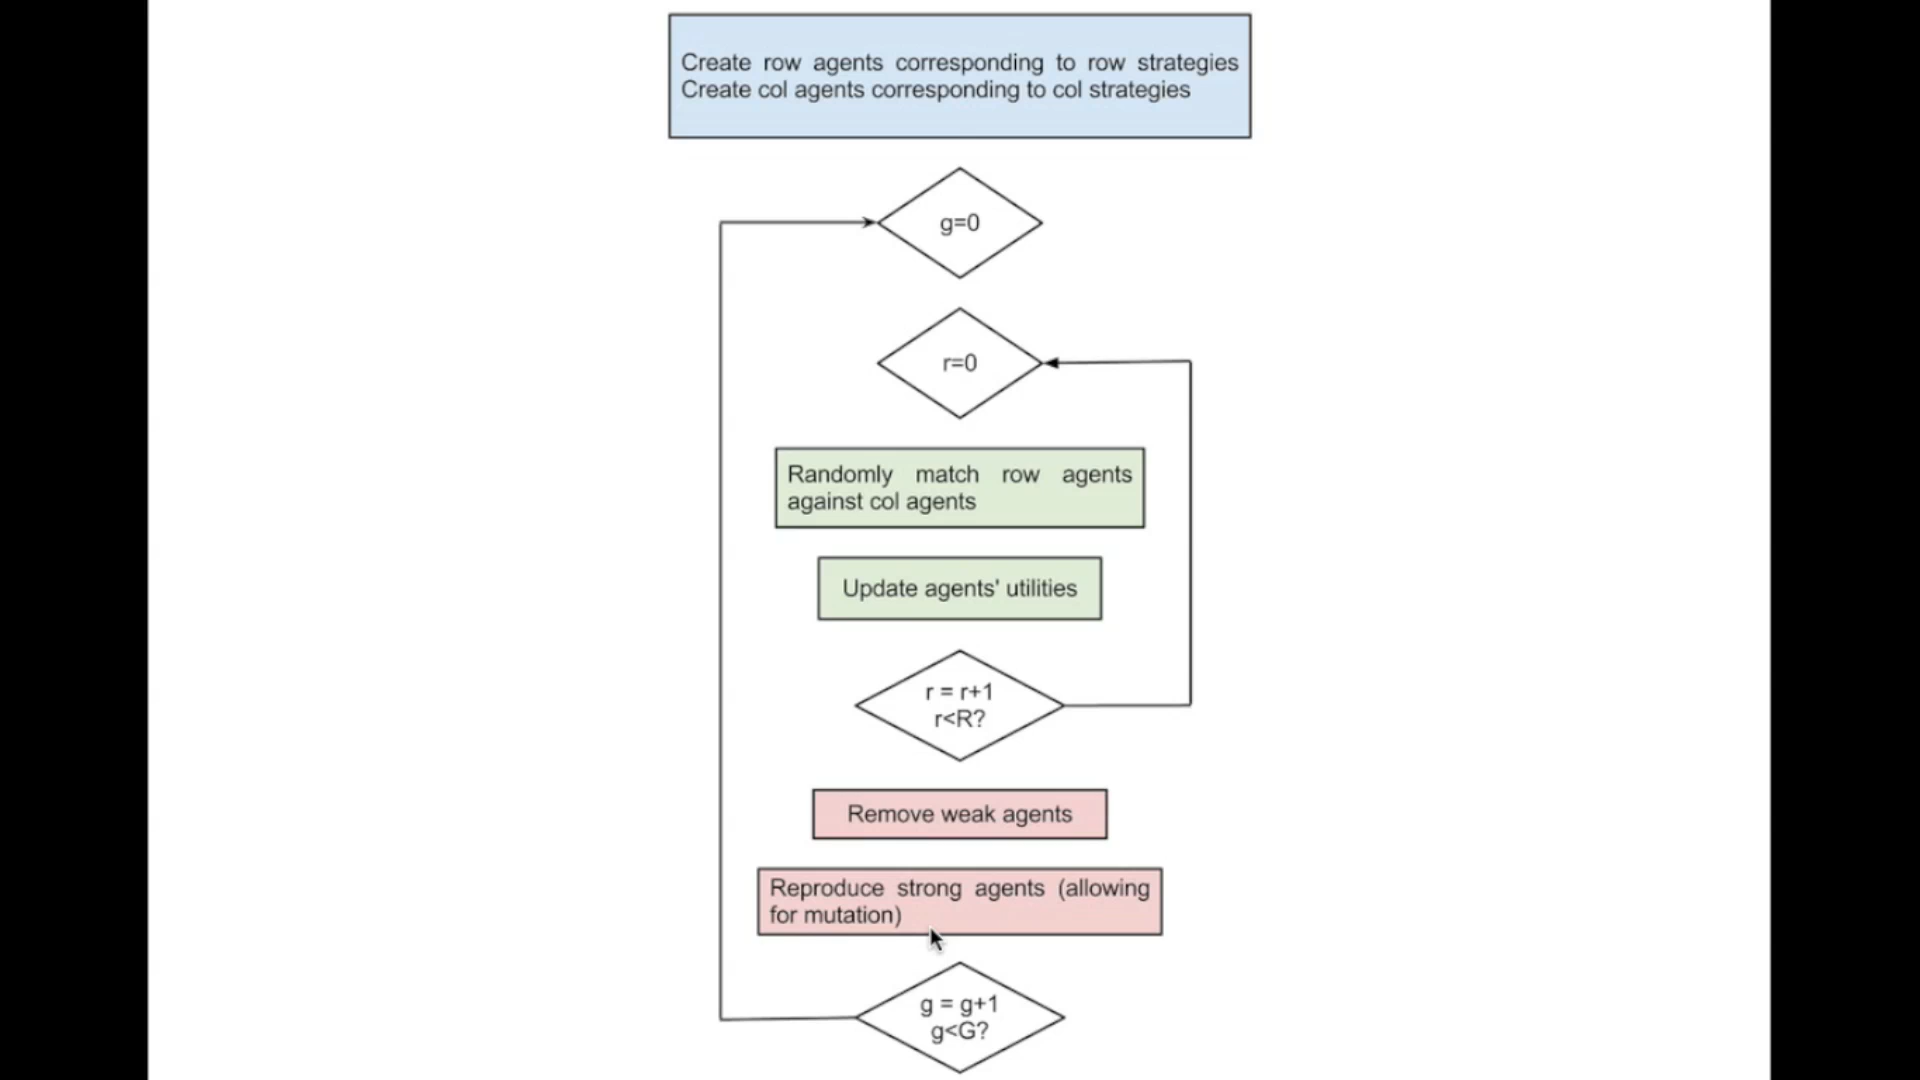 Create row agents corresponding to row strategies
Create col agents corresponding to col strategies
g=0
r=0
Randomly match row agents
against col agents
Update agents' utilities
r = r+1
r<R?
Remove weak agents
Reproduce strong agents (allowing
for mutation)
g = g+1
g<G?